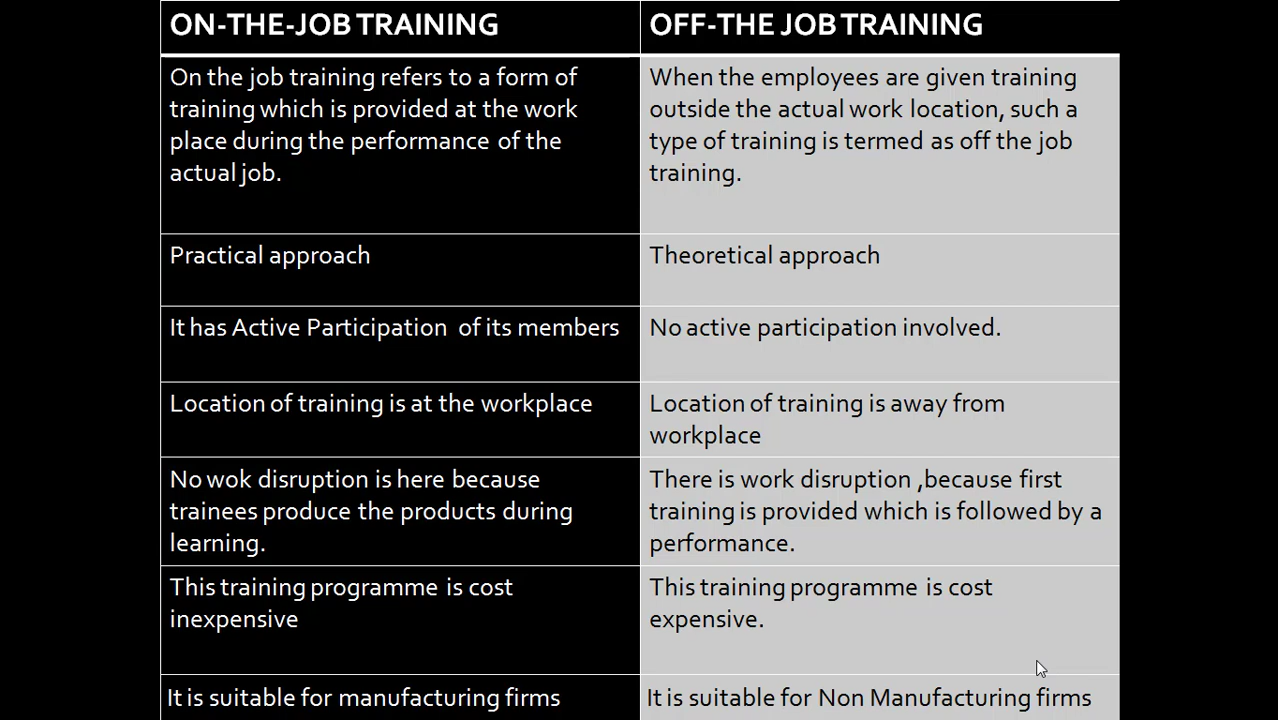 ON-THE-JOB TRAINING
OFF-THE JOB TRAINING
On the job training refers to a form of
training which is provided at the work
place during the performance of the
actual job.
When the employees are given training
outside the actual work location, such a
type of training is termed as off the job
training.
Practical approach
Theoretical approach
It has Active Participation of its members
No active participation involved.
Location of training is at the workplace
Location of training is away from
workplace
No wok disruption is here because
trainees produce the products during
learning.
There is work disruption ,because first
training is provided which is followed by a
performance.
This training programme is cost
inexpensive
This training programme is cost
expensive.
It is suitable for manufacturing firms
It is suitable for Non Manufacturing firms